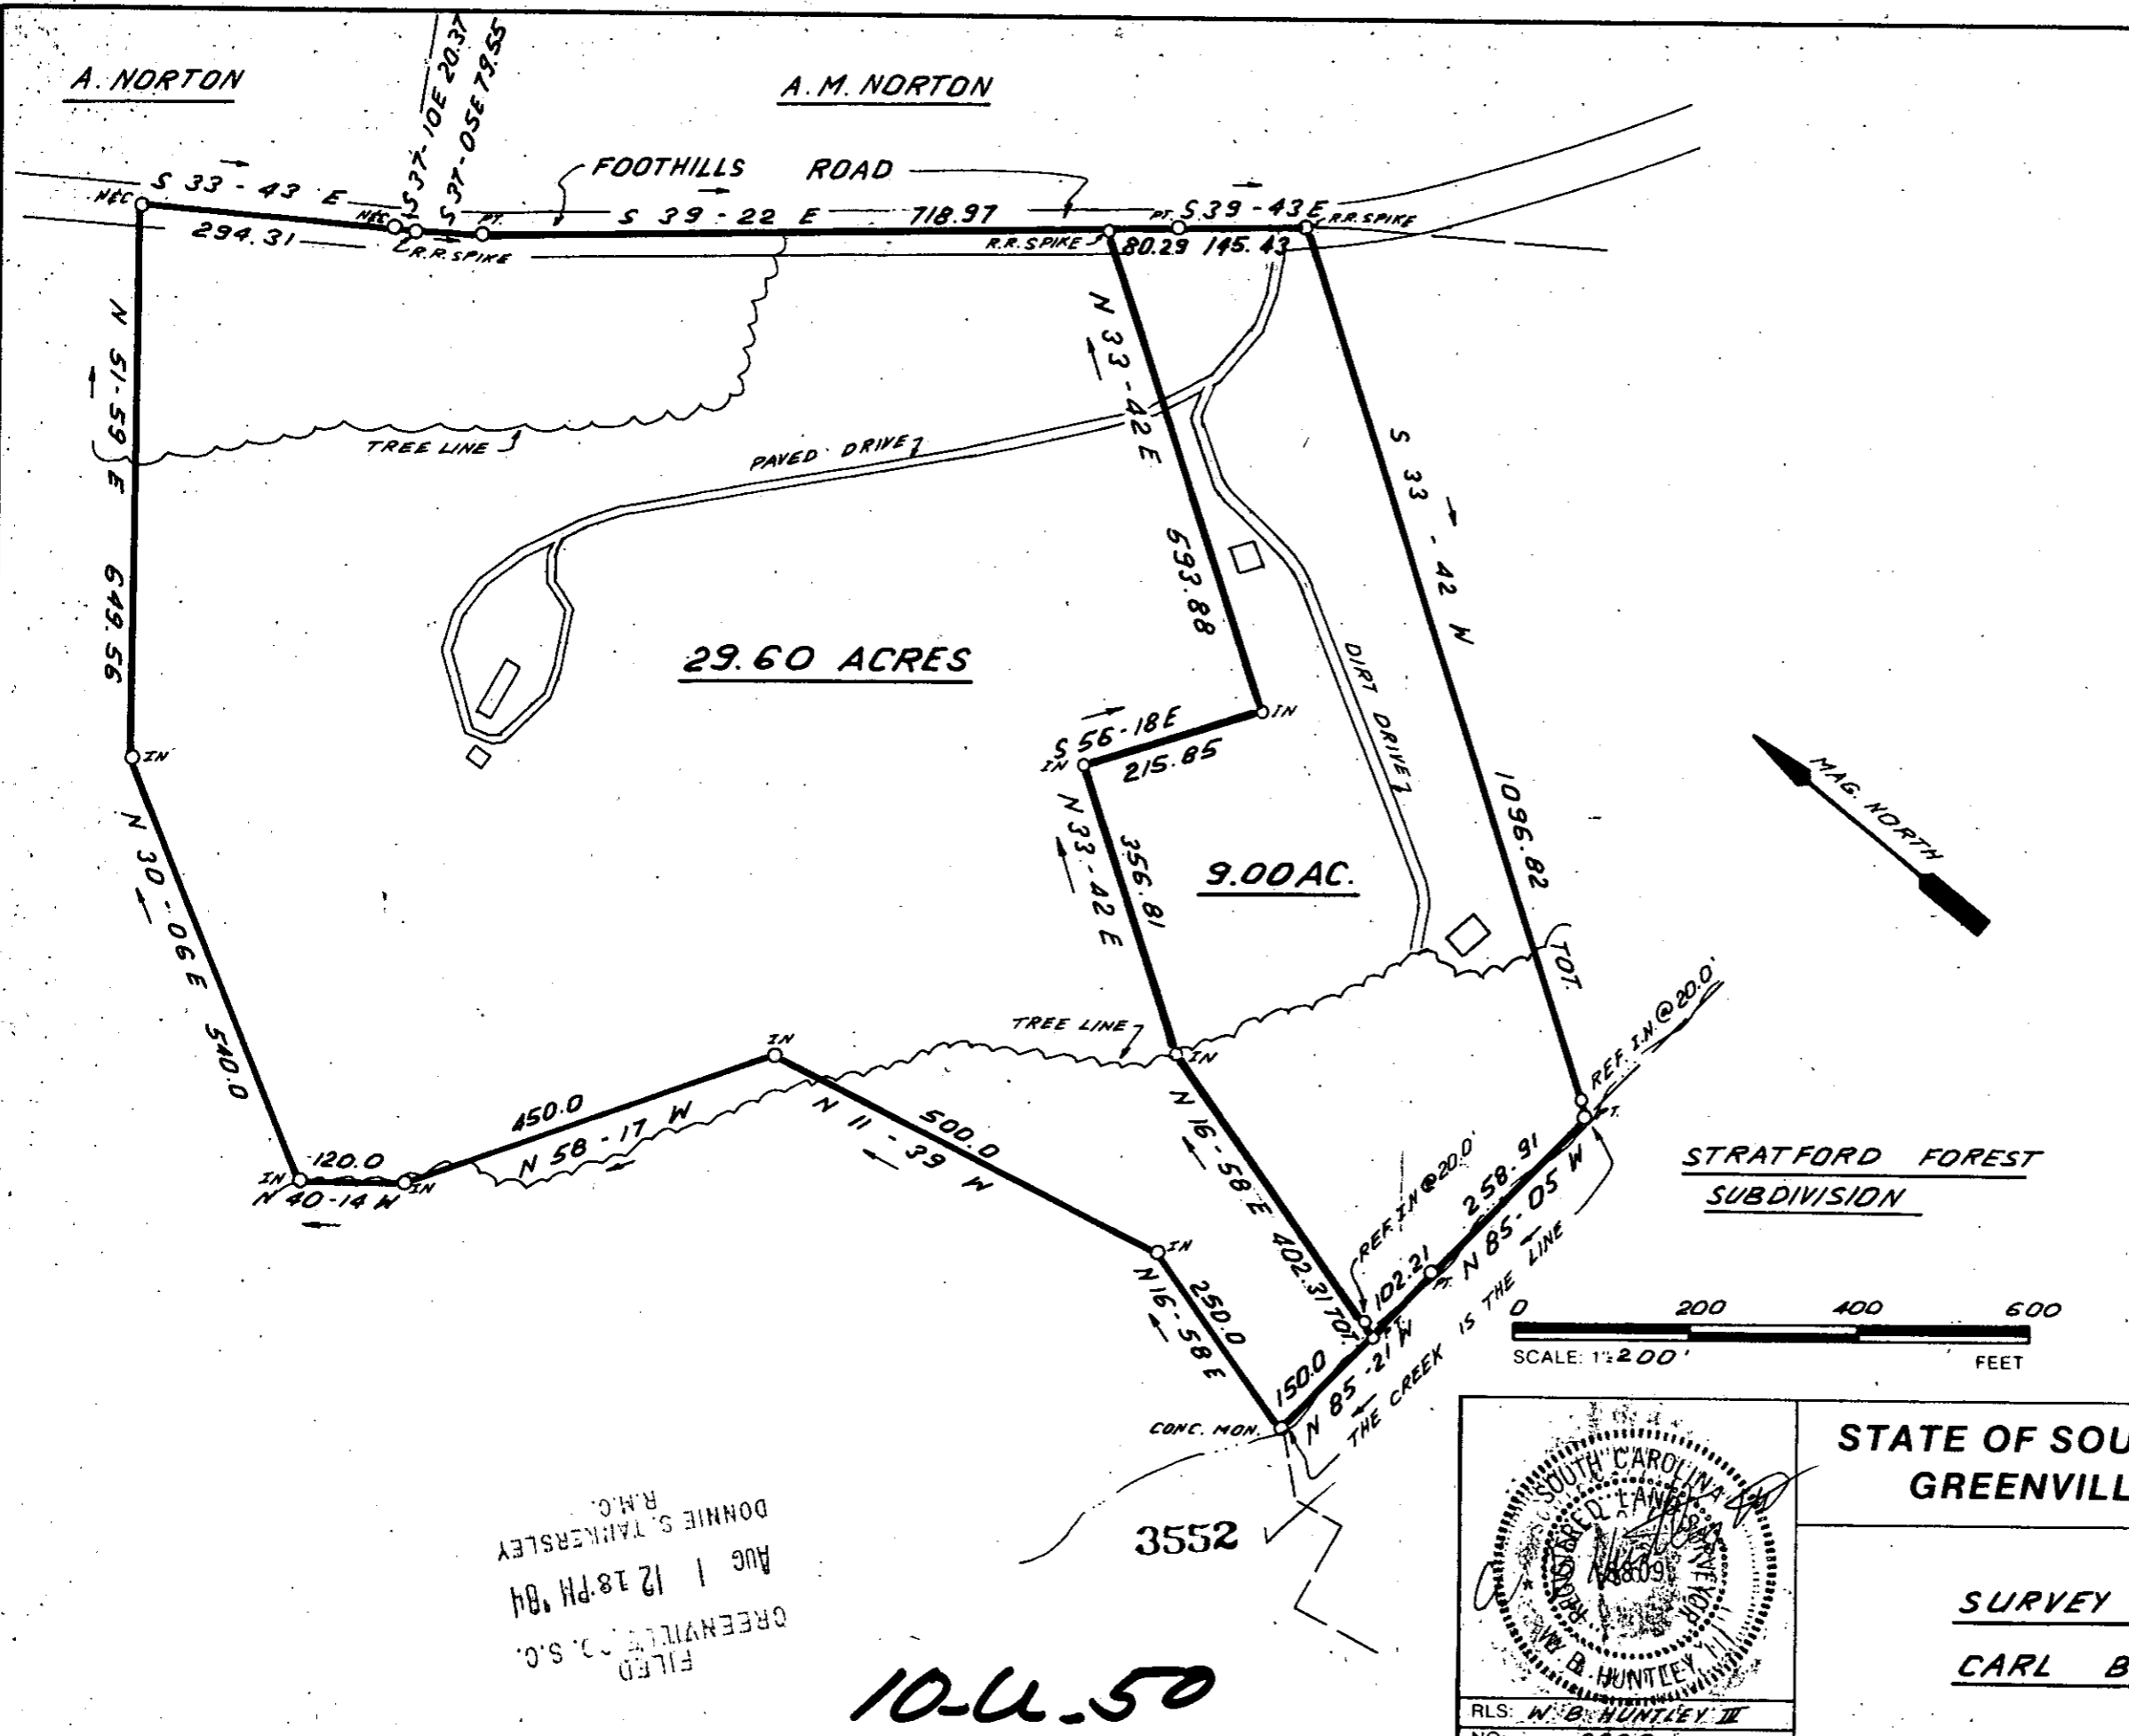 A. NORTON
A. M. NORTON
S 37-10E 20.37
S 37-05E 79.55
FOOTHILLS ROAD
S 33-43 E
294.31
NEC
NEC
R.R. SPIKE
PT.
S 39-22 E 718.97
R.R. SPIKE
PT.
S 39-43 E
R.R. SPIKE
80.29 145.43
N 51-59 E 649.56
TREE LINE
PAVED DRIVE
N 33-42 E 593.88
S 33-42 W 1096.82 TOT.
29.60 ACRES
DIRT DRIVE
IN
S 56-18 E
215.85
IN
IN
MAG. NORTH
N 33-42 E 356.81
9.00 AC.
N 30-06 E 540.0
REF. I.N. @ 20.0'
PT.
TREE LINE
IN
IN
450.0
N 58-17 W
500.0
N 11-39 W
120.0
IN
IN
N 40-14 W
N 16-58 E 402.31 TOT.
REF. I.N @ 20.0'
258.91
N 85-05 W
102.21
PT.
PT.
STRATFORD FOREST
SUBDIVISION
IN
250.0
N 16-58 E
150.0
N 85-21 W
THE CREEK IS THE LINE
CONC. MON.
0 200 400 600
SCALE: 1"=200' FEET
STATE OF SOU
GREENVILL
SOUTH CAROLINA
REGISTERED LAND SURVEYOR
W. B. HUNTLEY III
SURVEY
CARL B
RLS: W. B. HUNTLEY III
3552
FILED
GREENVILLE CO. S.C.
AUG 1 12 18 PM '84
DONNIE S. TANKERSLEY
R.M.C.
10-U-50